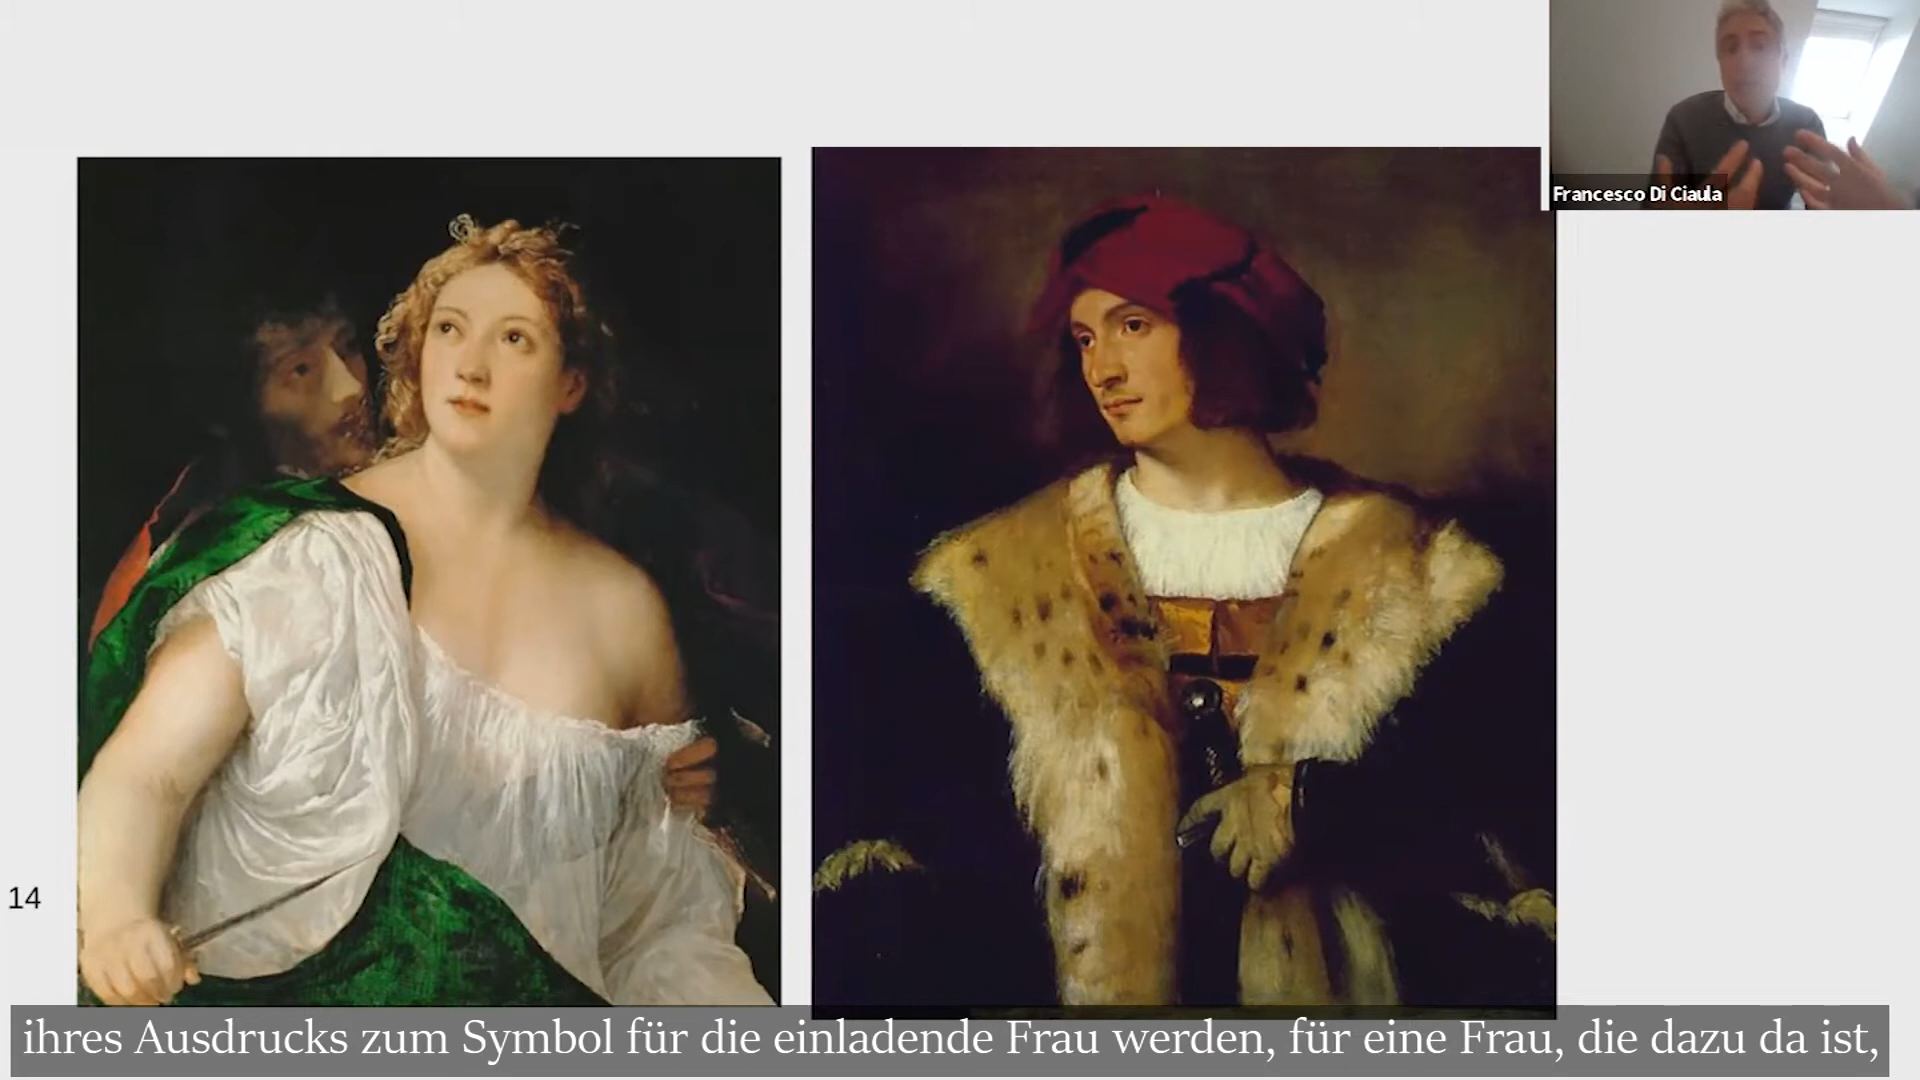 Francesco Di Ciaula
14
ihres Ausdrucks zum Symbol für die einladende Frau werden, für eine Frau, die dazu da ist,